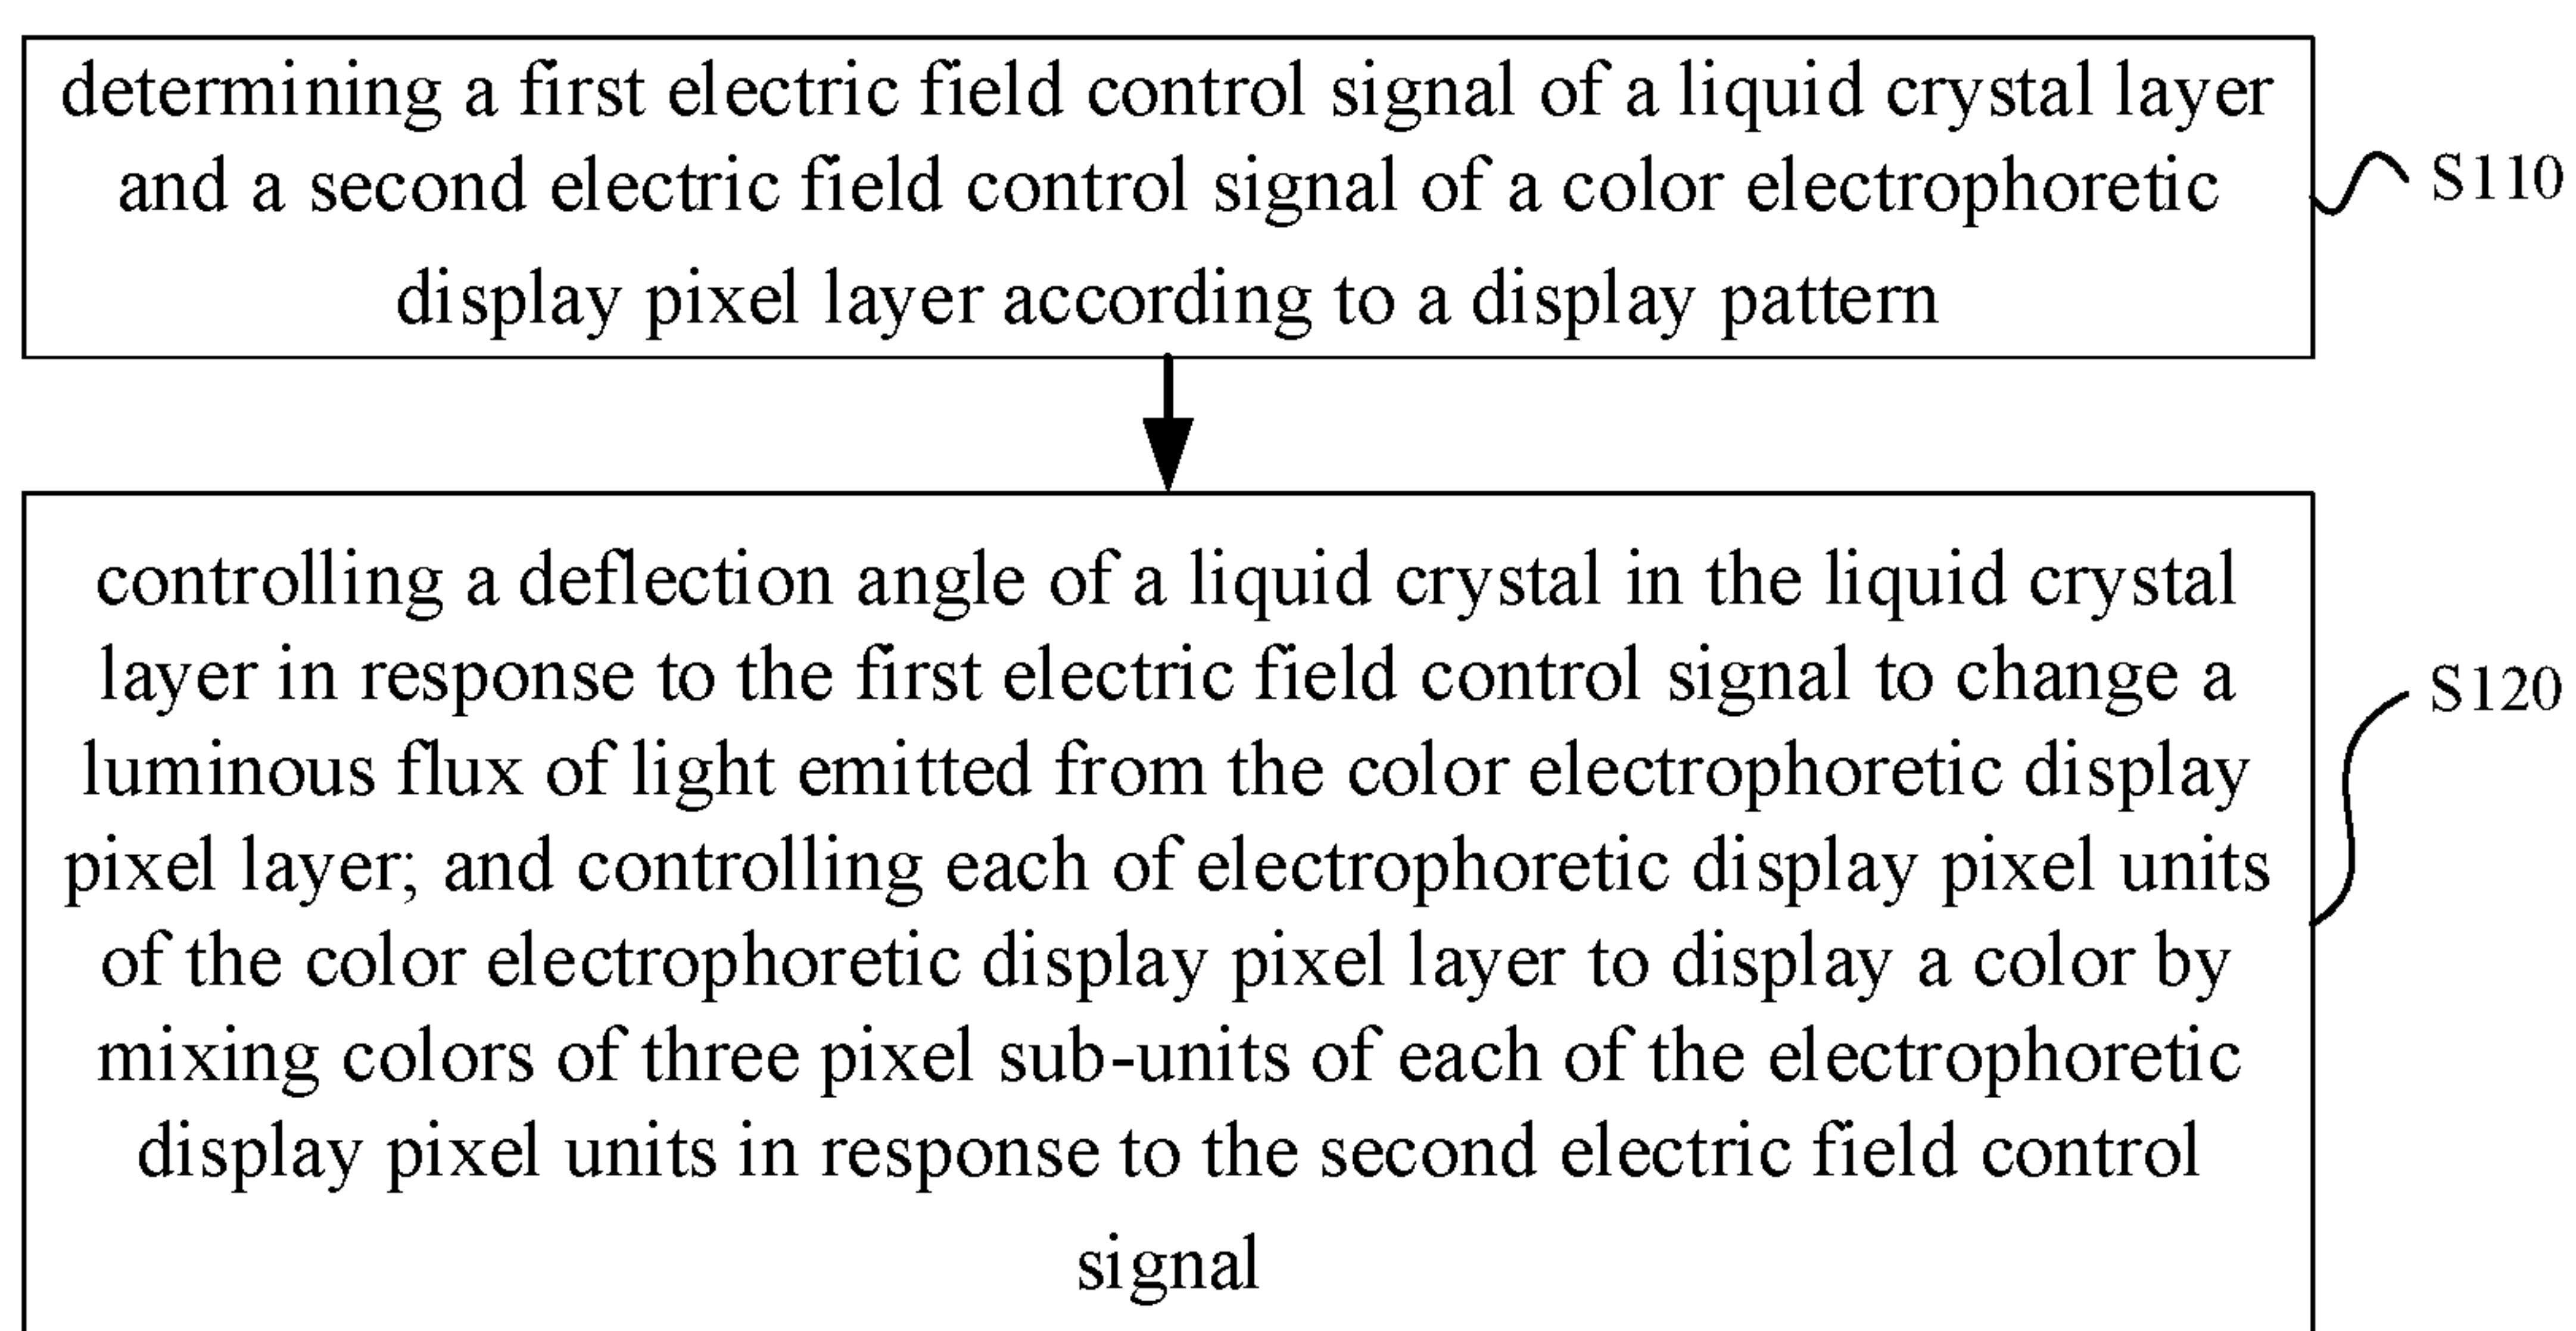 determining a first electric field control signal of a liquid crystal layer
and a second electric field control signal of a color electrophoretic
display pixel layer according to a display pattern
S110
controlling a deflection angle of a liquid crystal in the liquid crystal
layer in response to the first electric field control signal to change a
luminous flux of light emitted from the color electrophoretic display
pixel layer; and controlling each of electrophoretic display pixel units
of the color electrophoretic display pixel layer to display a color by
mixing colors of three pixel sub-units of each of the electrophoretic
display pixel units in response to the second electric field control
signal
S120